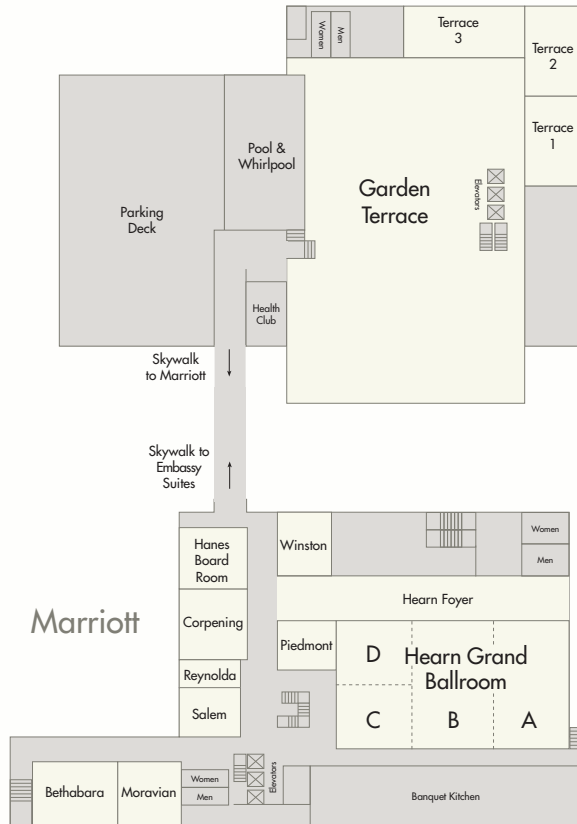 Women
Men
Terrace
3
Terrace
2
Terrace
1
Pool &
Whirlpool
Garden
Terrace
Elevators
Parking
Deck
Health
Club
Skywalk
to Marriott
Skywalk to
Embassy
Suites
Marriott
Hanes
Board
Room
Winston
Women
Men
Hearn Foyer
Corpening
Piedmont
D
Hearn Grand
Ballroom
Reynolda
Salem
C
B
A
Bethabara
Moravian
Women
Men
Elevators
Banquet Kitchen